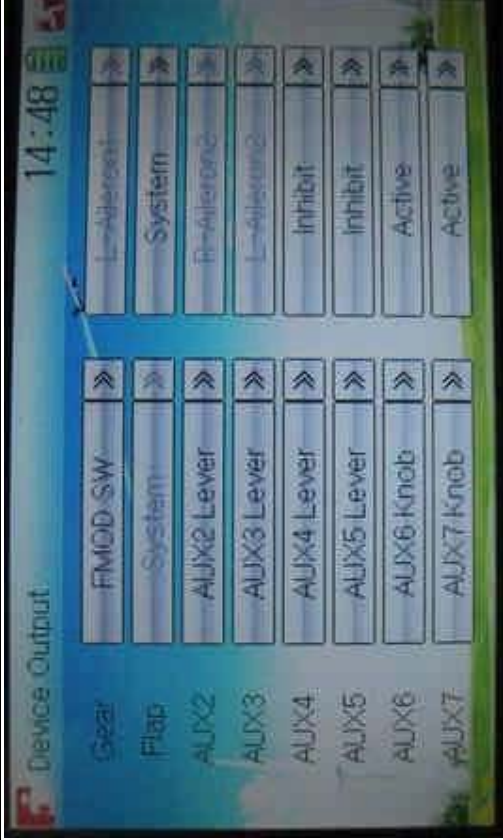 Device Output 14:48
Gear FMOD SW L-Aileron1
Flap System System
AUX2 AUX2 Lever R-Aileron2
AUX3 AUX3 Lever L-Aileron2
AUX4 AUX4 Lever Inhibit
AUX5 AUX5 Lever Inhibit
AUX6 AUX6 Knob Active
AUX7 AUX7 Knob Active